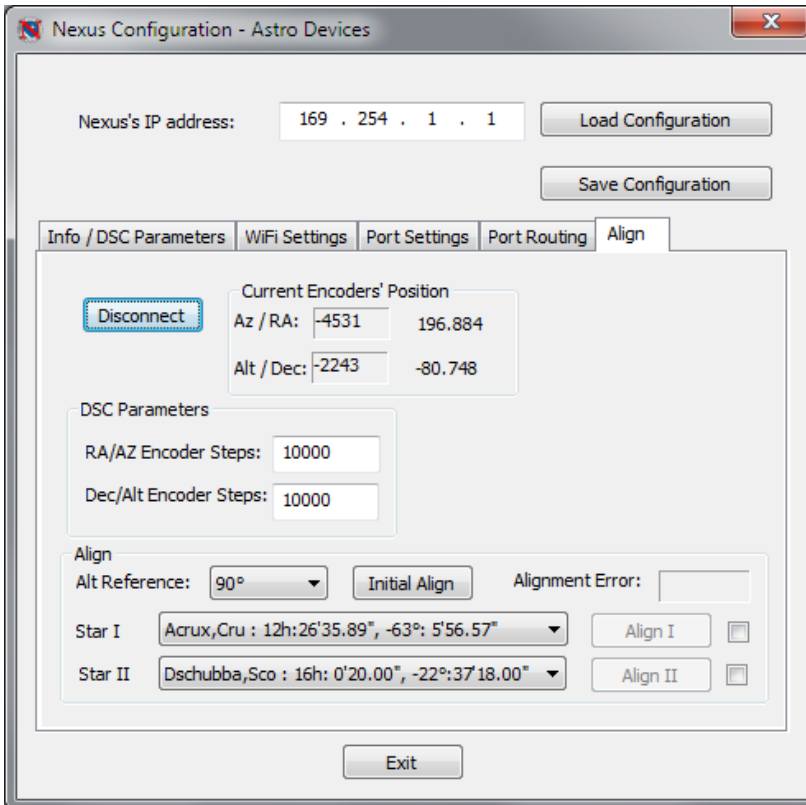 Nexus Configuration - Astro Devices
Nexus's IP address: 169 . 254 . 1 . 1 Load Configuration
Save Configuration
Info / DSC Parameters WiFi Settings Port Settings Port Routing Align
Current Encoders' Position
Disconnect
Az / RA: -4531 196.884
Alt / Dec: -2243 -80.748
DSC Parameters
RA/AZ Encoder Steps: 10000
Dec/Alt Encoder Steps: 10000
Align
Alt Reference: 90° Initial Align Alignment Error:
Star I Acrux,Cru : 12h:26'35.89", -63°: 5'56.57" Align I
Star II Dschubba,Sco : 16h: 0'20.00", -22°:37'18.00" Align II
Exit